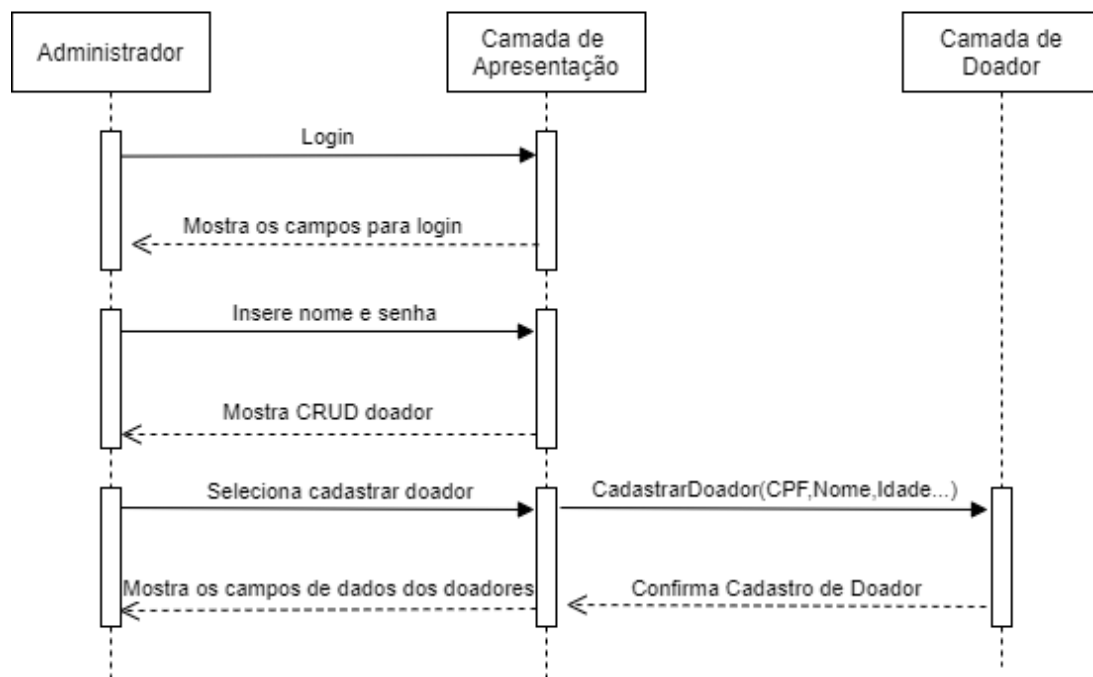 Administrador
Camada de
Apresentação
Camada de
Doador
Login
Mostra os campos para login
Insere nome e senha
Mostra CRUD doador
Seleciona cadastrar doador
CadastrarDoador(CPF,Nome,Idade...)
Mostra os campos de dados dos doadores
Confirma Cadastro de Doador